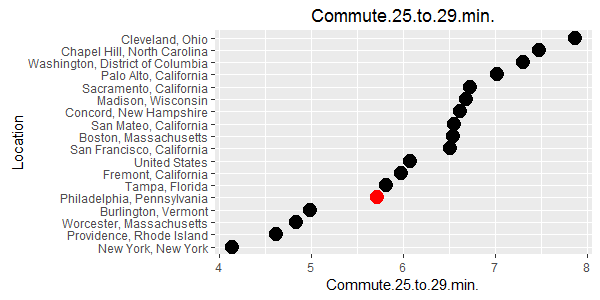 Commute.25.to.29.min.
Cleveland, Ohio
Chapel Hill, North Carolina
Washington, District of Columbia
Palo Alto, California
Sacramento, California
Madison, Wisconsin
Concord, New Hampshire
San Mateo, California
Boston, Massachusetts
San Francisco, California
United States
Fremont, California
Tampa, Florida
Philadelphia, Pennsylvania
Burlington, Vermont
Worcester, Massachusetts
Providence, Rhode Island
New York, New York
Location
4 5 6 7 8
Commute.25.to.29.min.